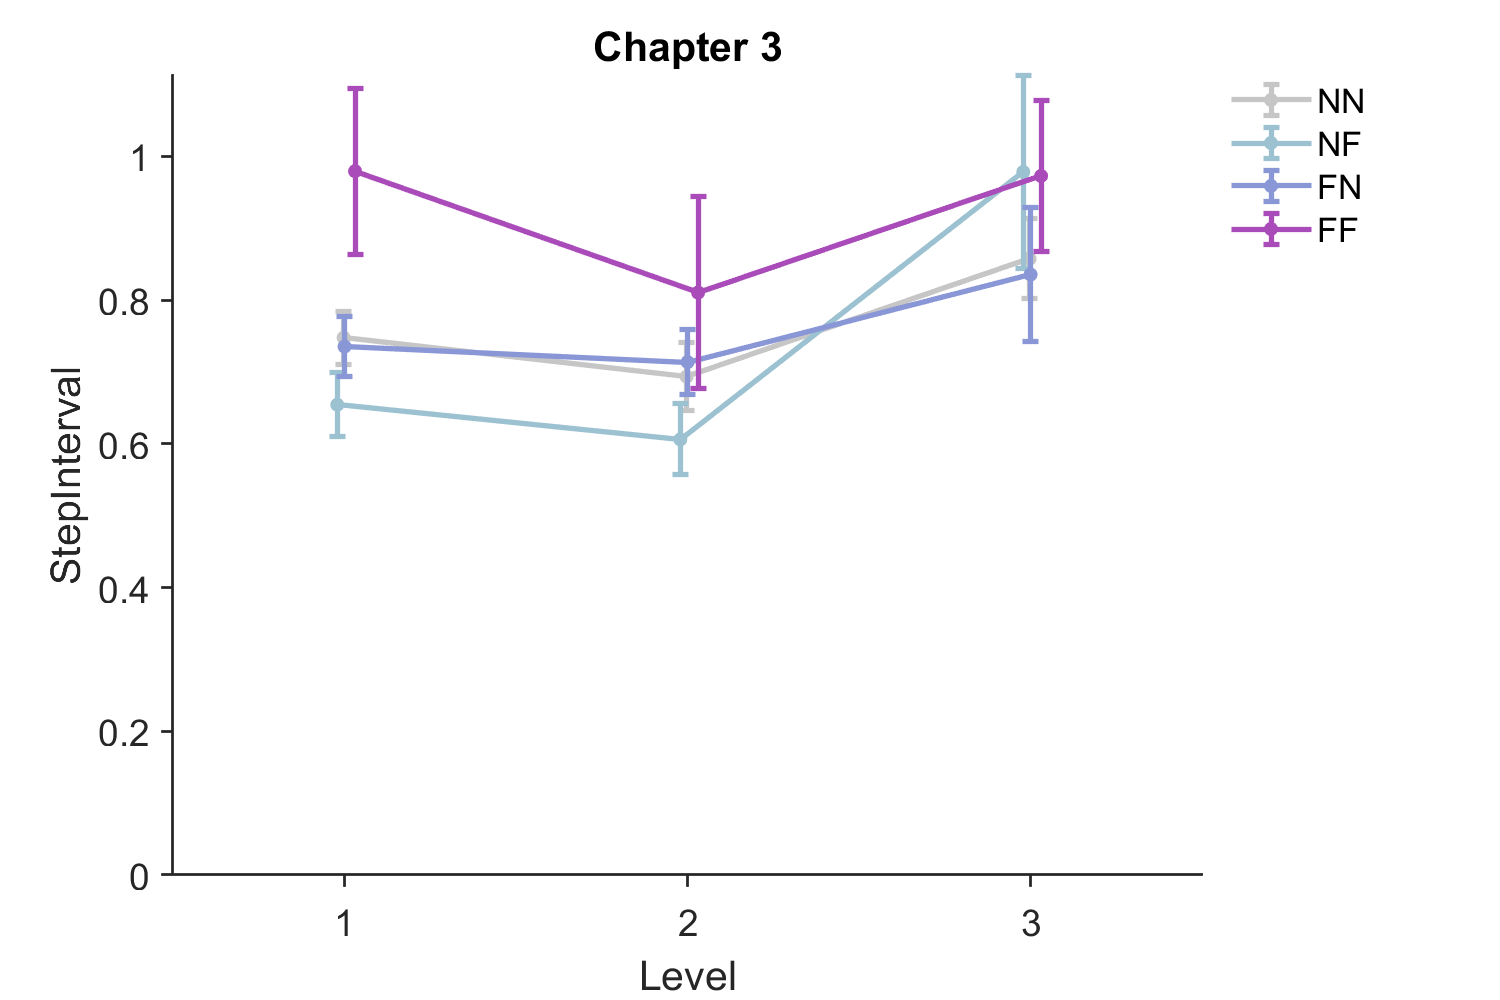 Chapter 3
NN
NF
FN
FF
StepInterval
1
0.8
0.6
0.4
0.2
0
1 2 3
Level